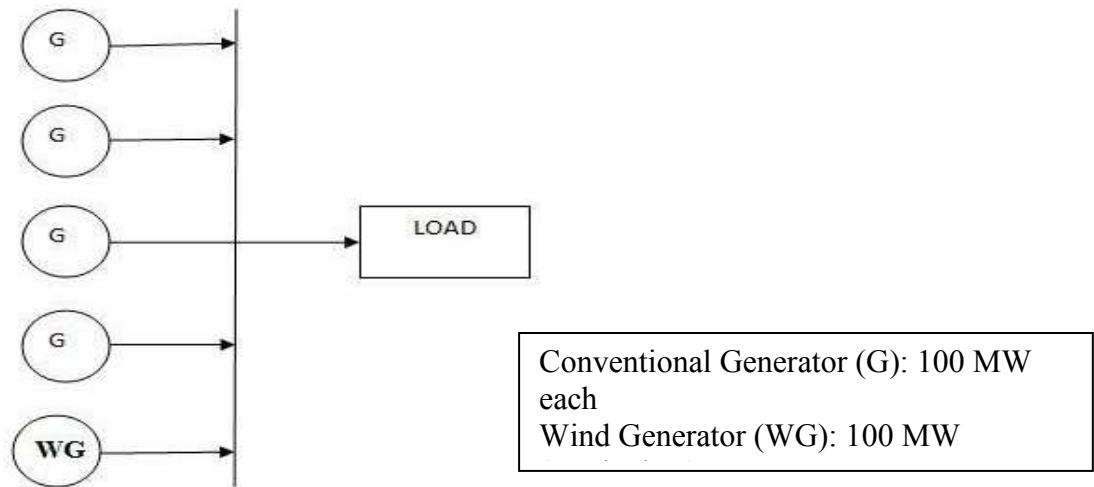 G
G
G
LOAD
G
WG
Conventional Generator (G): 100 MW
each
Wind Generator (WG): 100 MW